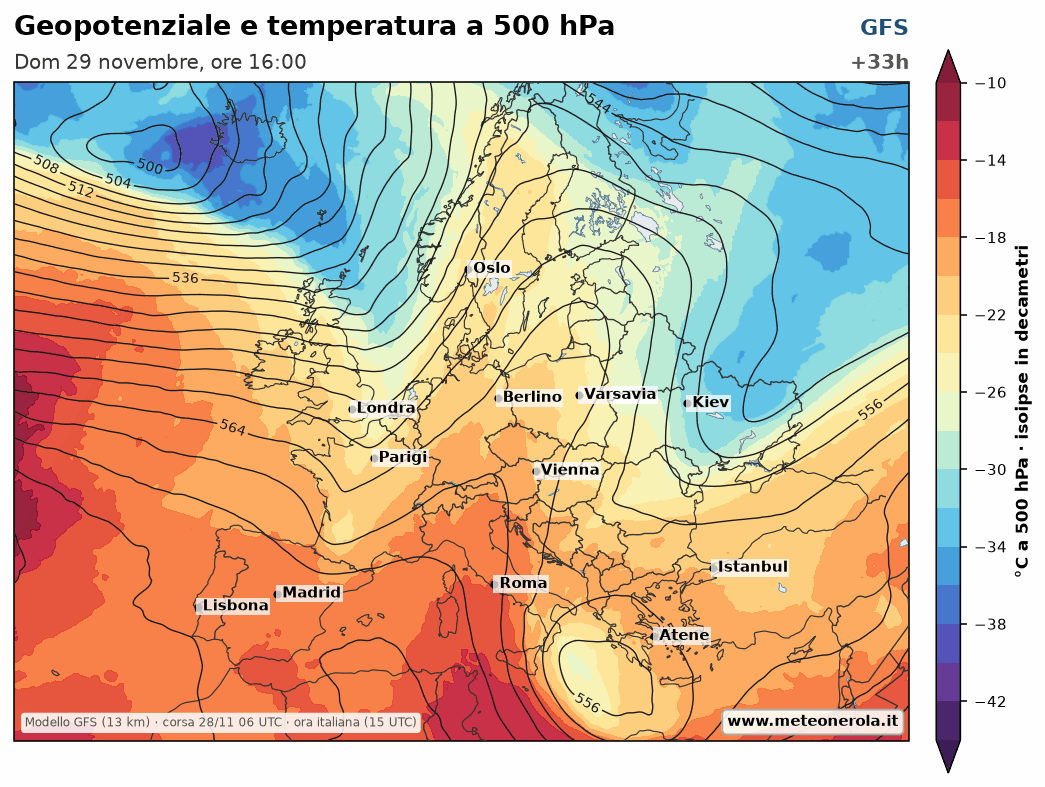 Geopotenziale e temperatura a 500 hPa
GFS
Dom 29 novembre, ore 16:00
+33h
544
508
500
504
512
536
Oslo
564
556
Londra
Berlino
Varsavia
Kiev
Parigi
Vienna
Roma
Istanbul
Madrid
Lisbona
Atene
556
Modello GFS (13 km) · corsa 28/11 06 UTC · ora italiana (15 UTC)
www.meteonerola.it
−10
−14
−18
−22
−26
−30
−34
−38
−42
°C a 500 hPa · isoipse in decametri